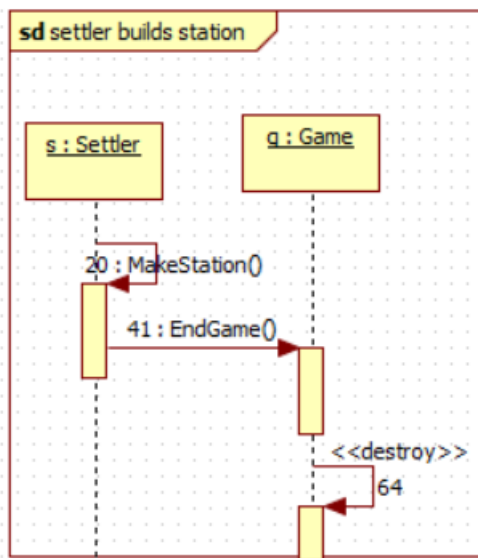 sd settler builds station
s : Settler
g : Game
20 : MakeStation()
41 : EndGame()
<<destroy>>
64